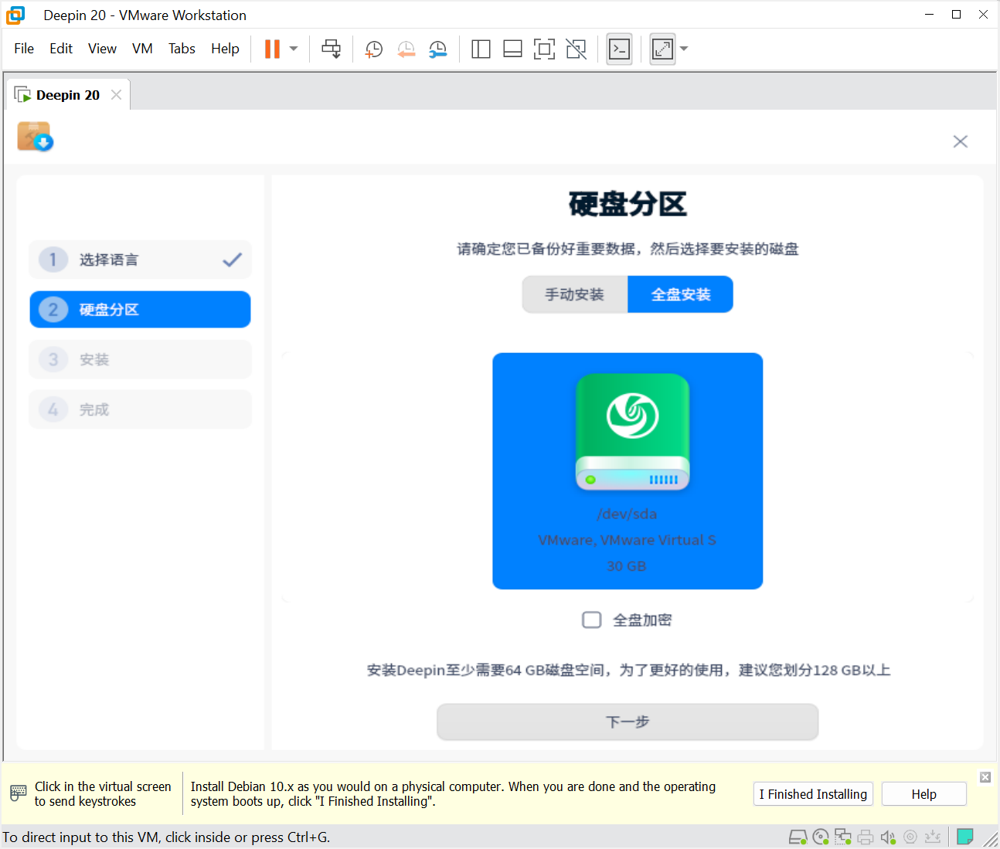 Deepin 20 - VMware Workstation
File Edit View VM Tabs Help
Deepin 20
硬盘分区
请确定您已备份好重要数据，然后选择要安装的磁盘
手动安装 全盘安装
1 选择语言
2 硬盘分区
3 安装
4 完成
/dev/sda
VMware, VMware Virtual S
30 GB
全盘加密
安装Deepin至少需要64 GB磁盘空间，为了更好的使用，建议您划分128 GB以上
下一步
Click in the virtual screen
to send keystrokes
Install Debian 10.x as you would on a physical computer. When you are done and the operating
system boots up, click "I Finished Installing".
I Finished Installing
Help
To direct input to this VM, click inside or press Ctrl+G.